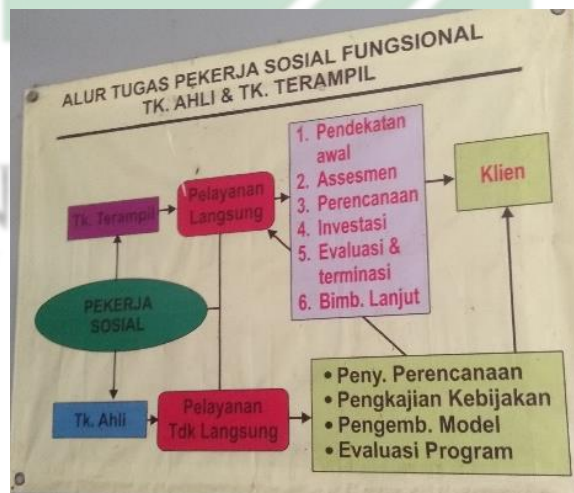 ALUR TUGAS PEKERJA SOSIAL FUNGSIONAL
TK. AHLI & TK. TERAMPIL
Tk. Terampil
Pelayanan
Langsung
1. Pendekatan
awal
2. Assesmen
3. Perencanaan
4. Investasi
5. Evaluasi &
terminasi
6. Bimb. Lanjut
Klien
PEKERJA
SOSIAL
Tk. Ahli
Pelayanan
Tdk Langsung
• Peny. Perencanaan
• Pengkajian Kebijakan
• Pengemb. Model
• Evaluasi Program